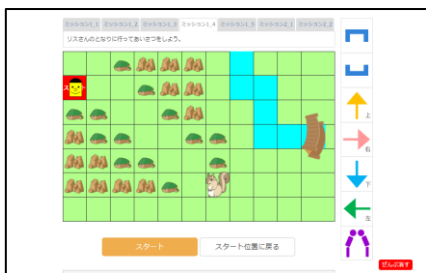 ミッション1_1 ミッション1_2 ミッション1_3 ミッション1_4 ミッション1_5 ミッション2_1 ミッション2_2
リスさんのとなりに行ってあいさつをしよう。
上
右
下
左
スタート スタート位置に戻る
ぜんぶ消す